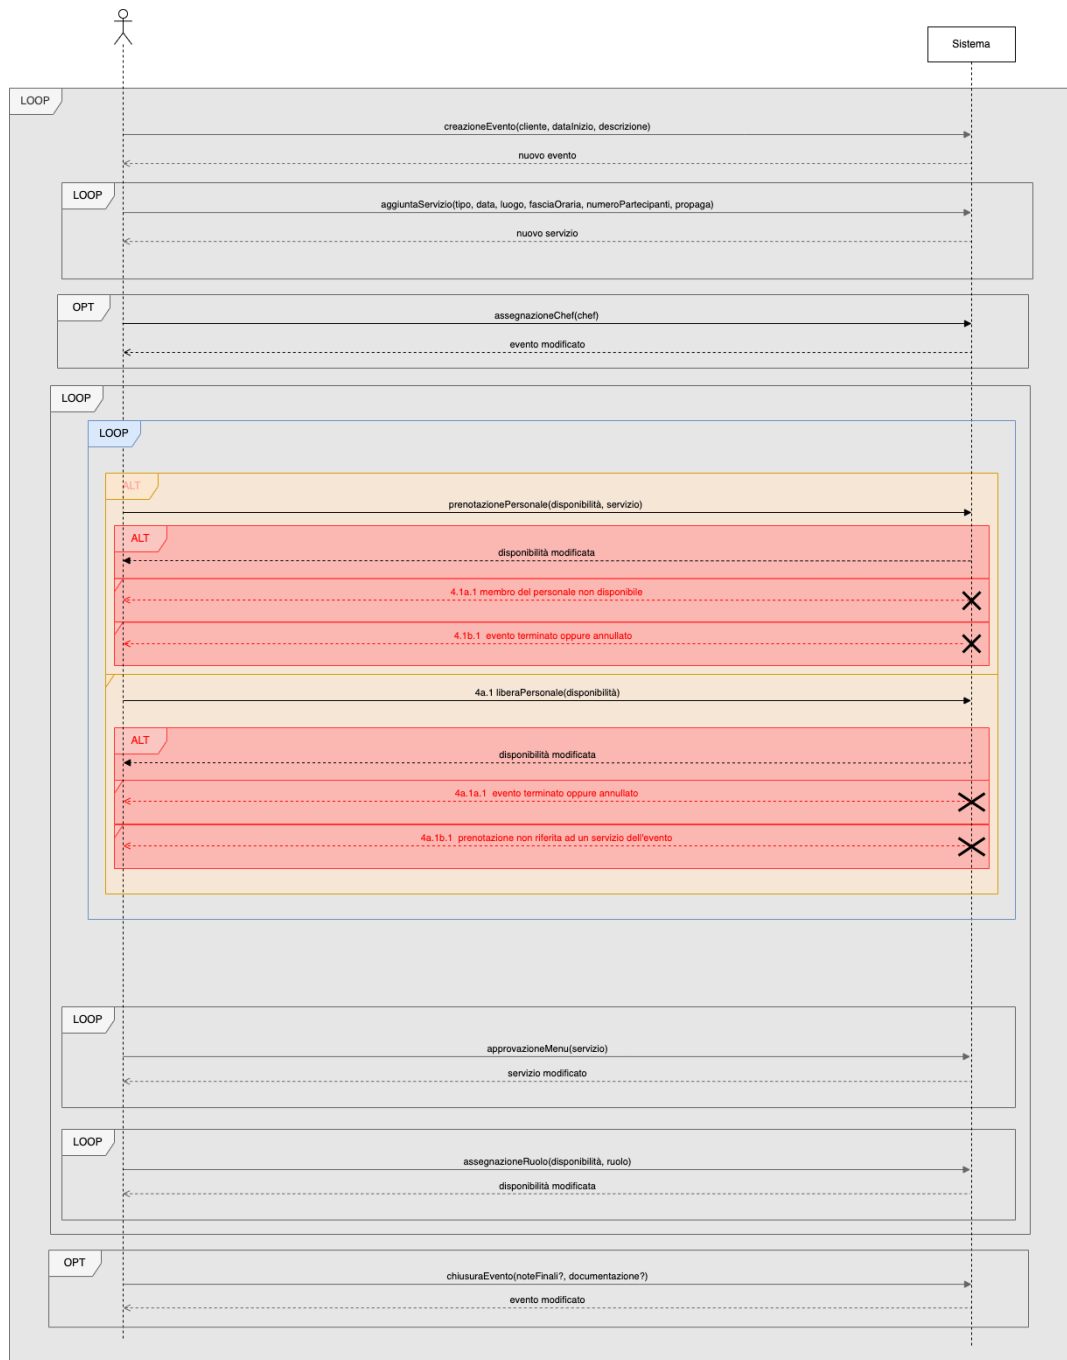 Sistema
LOOP
creazioneEvento(cliente, dataInizio, descrizione)
nuovo evento
LOOP
aggiuntaServizio(tipo, data, luogo, fasciaOraria, numeroPartecipanti, propaga)
nuovo servizio
OPT
assegnazioneChef(chef)
evento modificato
LOOP
LOOP
ALT
prenotazionePersonale(disponibilità, servizio)
ALT
disponibilità modificata
4.1a.1 membro del personale non disponibile
4.1b.1 evento terminato oppure annullato
4a.1 liberaPersonale(disponibilità)
ALT
disponibilità modificata
4a.1a.1 evento terminato oppure annullato
4a.1b.1 prenotazione non riferita ad un servizio dell'evento
LOOP
approvazioneMenu(servizio)
servizio modificato
LOOP
assegnazioneRuolo(disponibilità, ruolo)
disponibilità modificata
OPT
chiusuraEvento(noteFinali?, documentazione?)
evento modificato